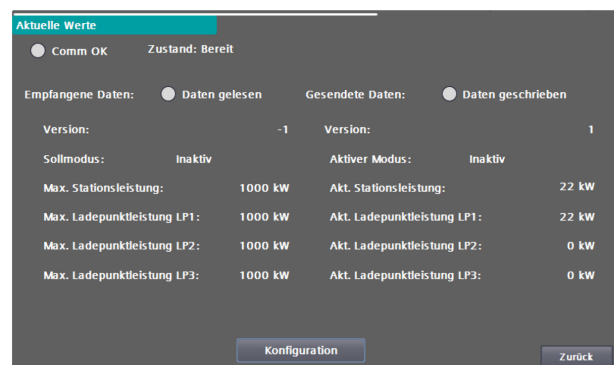 Aktuelle Werte
Comm OK Zustand: Bereit
Empfangene Daten: Daten gelesen Gesendete Daten: Daten geschrieben
Version: -1 Version: 1
Sollmodus: Inaktiv Aktiver Modus: Inaktiv
Max. Stationsleistung: 1000 kW Akt. Stationsleistung: 22 kW
Max. Ladepunktleistung LP1: 1000 kW Akt. Ladepunktleistung LP1: 22 kW
Max. Ladepunktleistung LP2: 1000 kW Akt. Ladepunktleistung LP2: 0 kW
Max. Ladepunktleistung LP3: 1000 kW Akt. Ladepunktleistung LP3: 0 kW
Konfiguration
Zurück